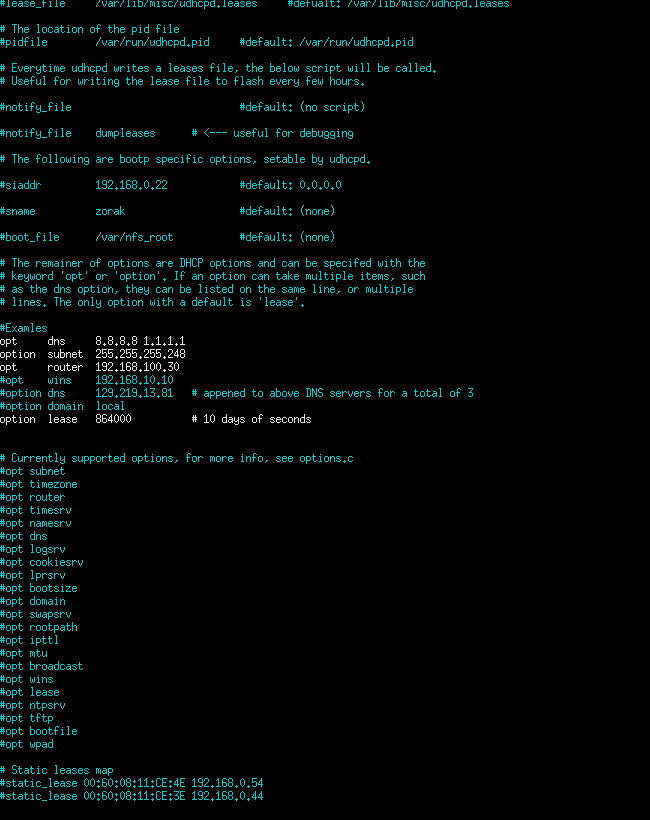 #lease_file     /var/lib/misc/udhcpd.leases     #defualt: /var/lib/misc/udhcpd.leases
# The location of the pid file
#pidfile        /var/run/udhcpd.pid     #default: /var/run/udhcpd.pid
# Everytime udhcpd writes a leases file, the below script will be called.
# Useful for writing the lease file to flash every few hours.
#notify_file                            #default: (no script)
#notify_file    dumpleases      # <--- useful for debugging
# The following are bootp specific options, setable by udhcpd.
#siaddr         192.168.0.22            #default: 0.0.0.0
#sname          zorak                   #default: (none)
#boot_file      /var/nfs_root           #default: (none)
# The remainer of options are DHCP options and can be specifed with the
# keyword 'opt' or 'option'. If an option can take multiple items, such
# as the dns option, they can be listed on the same line, or multiple
# lines. The only option with a default is 'lease'.
#Examles
opt     dns     8.8.8.8 1.1.1.1
option  subnet  255.255.255.248
opt     router  192.168.100.30
#opt    wins    192.168.10.10
#option dns     129.219.13.81   # appened to above DNS servers for a total of 3
#option domain  local
option  lease   864000          # 10 days of seconds
# Currently supported options, for more info, see options.c
#opt subnet
#opt timezone
#opt router
#opt timesrv
#opt namesrv
#opt dns
#opt logsrv
#opt cookiesrv
#opt lprsrv
#opt bootsize
#opt domain
#opt swapsrv
#opt rootpath
#opt ipttl
#opt mtu
#opt broadcast
#opt wins
#opt lease
#opt ntpsrv
#opt tftp
#opt bootfile
#opt wpad
# Static leases map
#static_lease 00:60:08:11:CE:4E 192.168.0.54
#static_lease 00:60:08:11:CE:3E 192.168.0.44